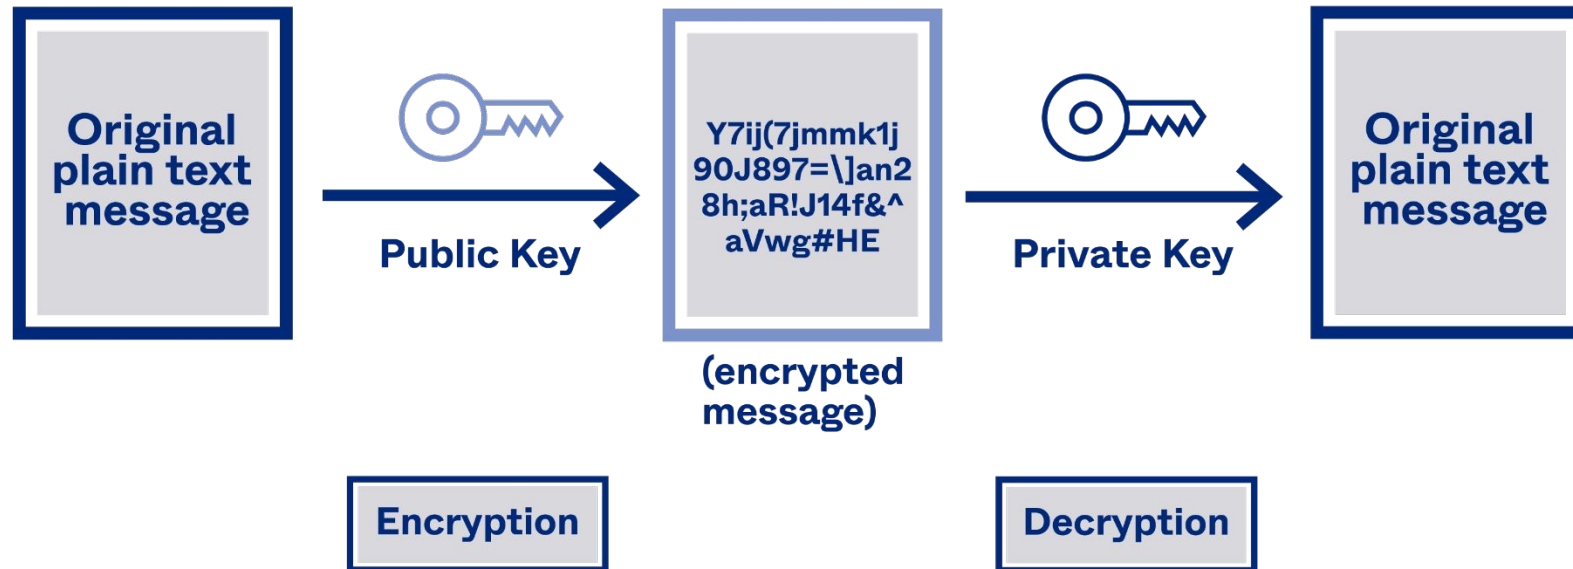 Original
plain text
message
Public Key
Y7ij(7jmmk1j
90J897=\]an2
8h;aR!J14f&^
aVwg#HE
(encrypted
message)
Private Key
Original
plain text
message
Encryption
Decryption